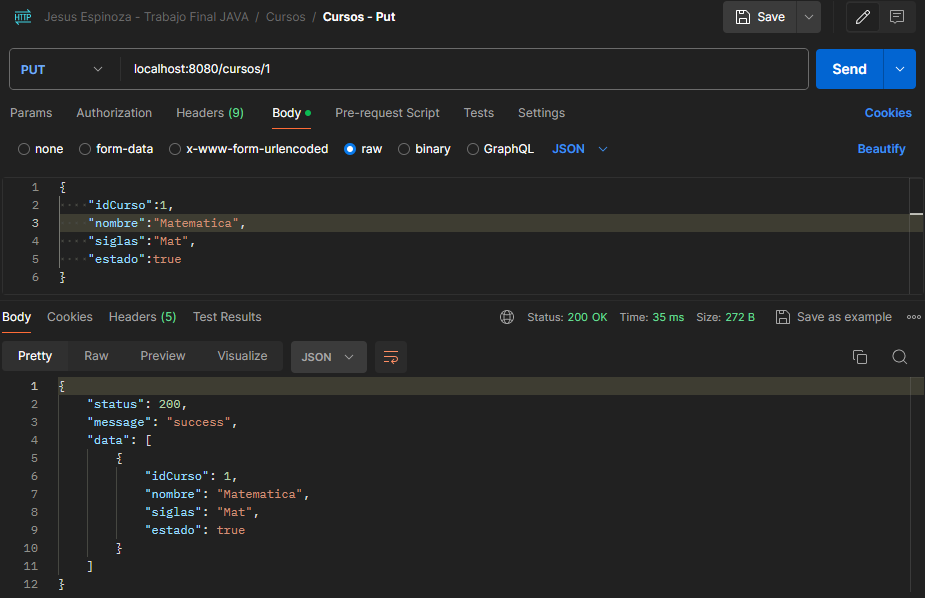 HTTP Jesus Espinoza - Trabajo Final JAVA / Cursos / Cursos - Put Save
PUT localhost:8080/cursos/1 Send
Params Authorization Headers (9) Body Pre-request Script Tests Settings Cookies
none form-data x-www-form-urlencoded raw binary GraphQL JSON Beautify
1 {
2 ····"idCurso":1,
3 ····"nombre":"Matematica",
4 ····"siglas":"Mat",
5 ····"estado":true
6 }
Body Cookies Headers (5) Test Results Status: 200 OK Time: 35 ms Size: 272 B Save as example
Pretty Raw Preview Visualize JSON
1 {
2 "status": 200,
3 "message": "success",
4 "data": [
5 {
6 "idCurso": 1,
7 "nombre": "Matematica",
8 "siglas": "Mat",
9 "estado": true
10 }
11 ]
12 }